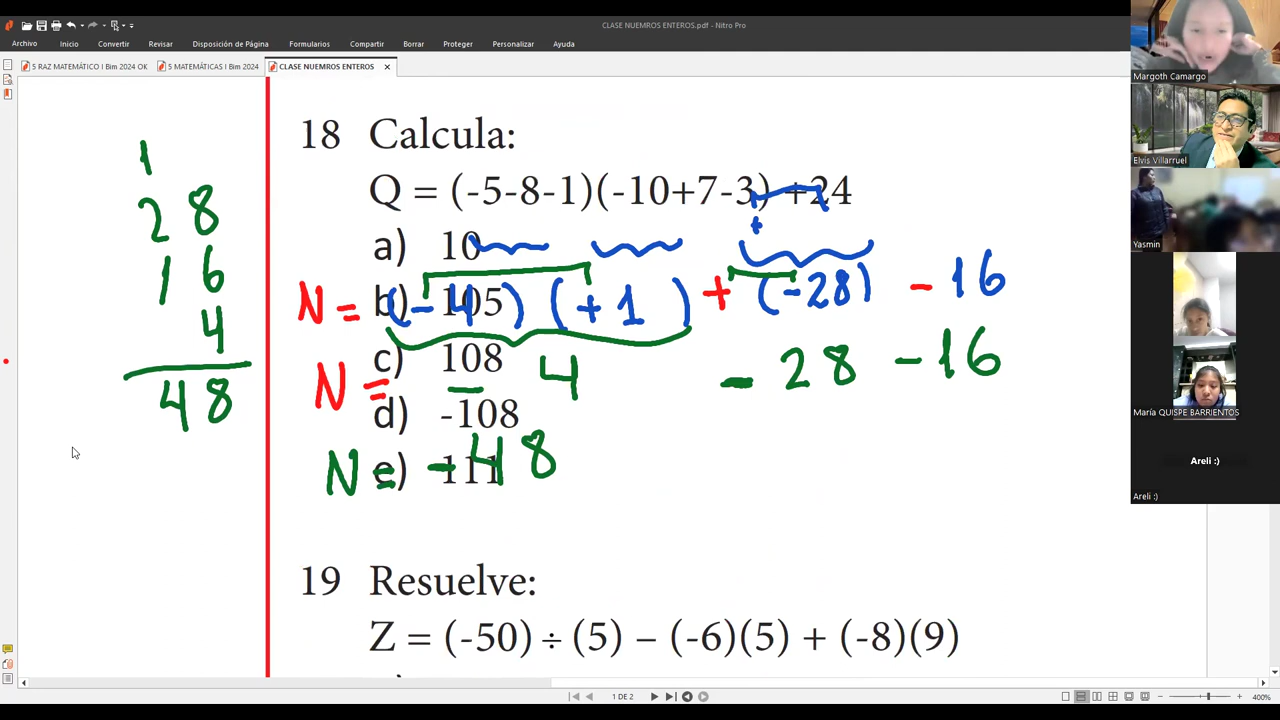 CLASE NUEMROS ENTEROS.pdf - Nitro Pro
Archivo Inicio Convertir Revisar Disposición de Página Formularios Compartir Borrar Proteger Personalizar Ayuda
5 RAZ MATEMÁTICO I Bim 2024 OK 5 MATEMÁTICAS I Bim 2024 CLASE NUEMROS ENTEROS
18 Calcula:
Q = (-5-8-1)(-10+7-3) +24
a) 10
b) 105
c) 108
d) -108
e) -111
N = (-4)(+1) + (-28) - 16
N = -4 - 28 - 16
N = -48
1
28
16
4
48
19 Resuelve:
Z = (-50) ÷ (5) – (-6)(5) + (-8)(9)
Margoth Camargo
Elvis Villarruel
Yasmin
María QUISPE BARRIENTOS
Areli :)
Areli :)
1 DE 2
400%